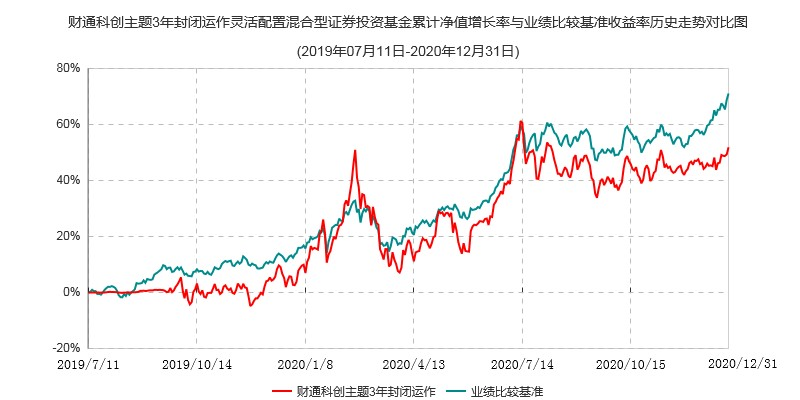 财通科创主题3年封闭运作灵活配置混合型证券投资基金累计净值增长率与业绩比较基准收益率历史走势对比图
(2019年07月11日-2020年12月31日)
80%
60%
40%
20%
0%
-20%
2019/7/11 2019/10/14 2020/1/8 2020/4/13 2020/7/14 2020/10/15 2020/12/31
财通科创主题3年封闭运作 业绩比较基准